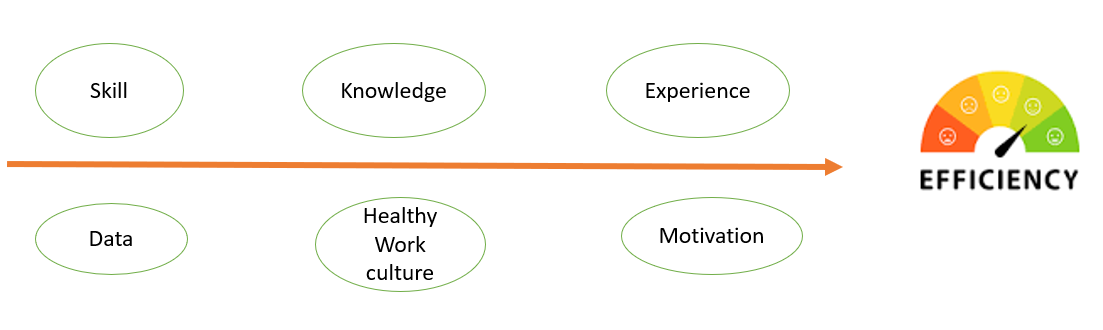 Skill
Knowledge
Experience
EFFICIENCY
Data
Healthy
Work
culture
Motivation